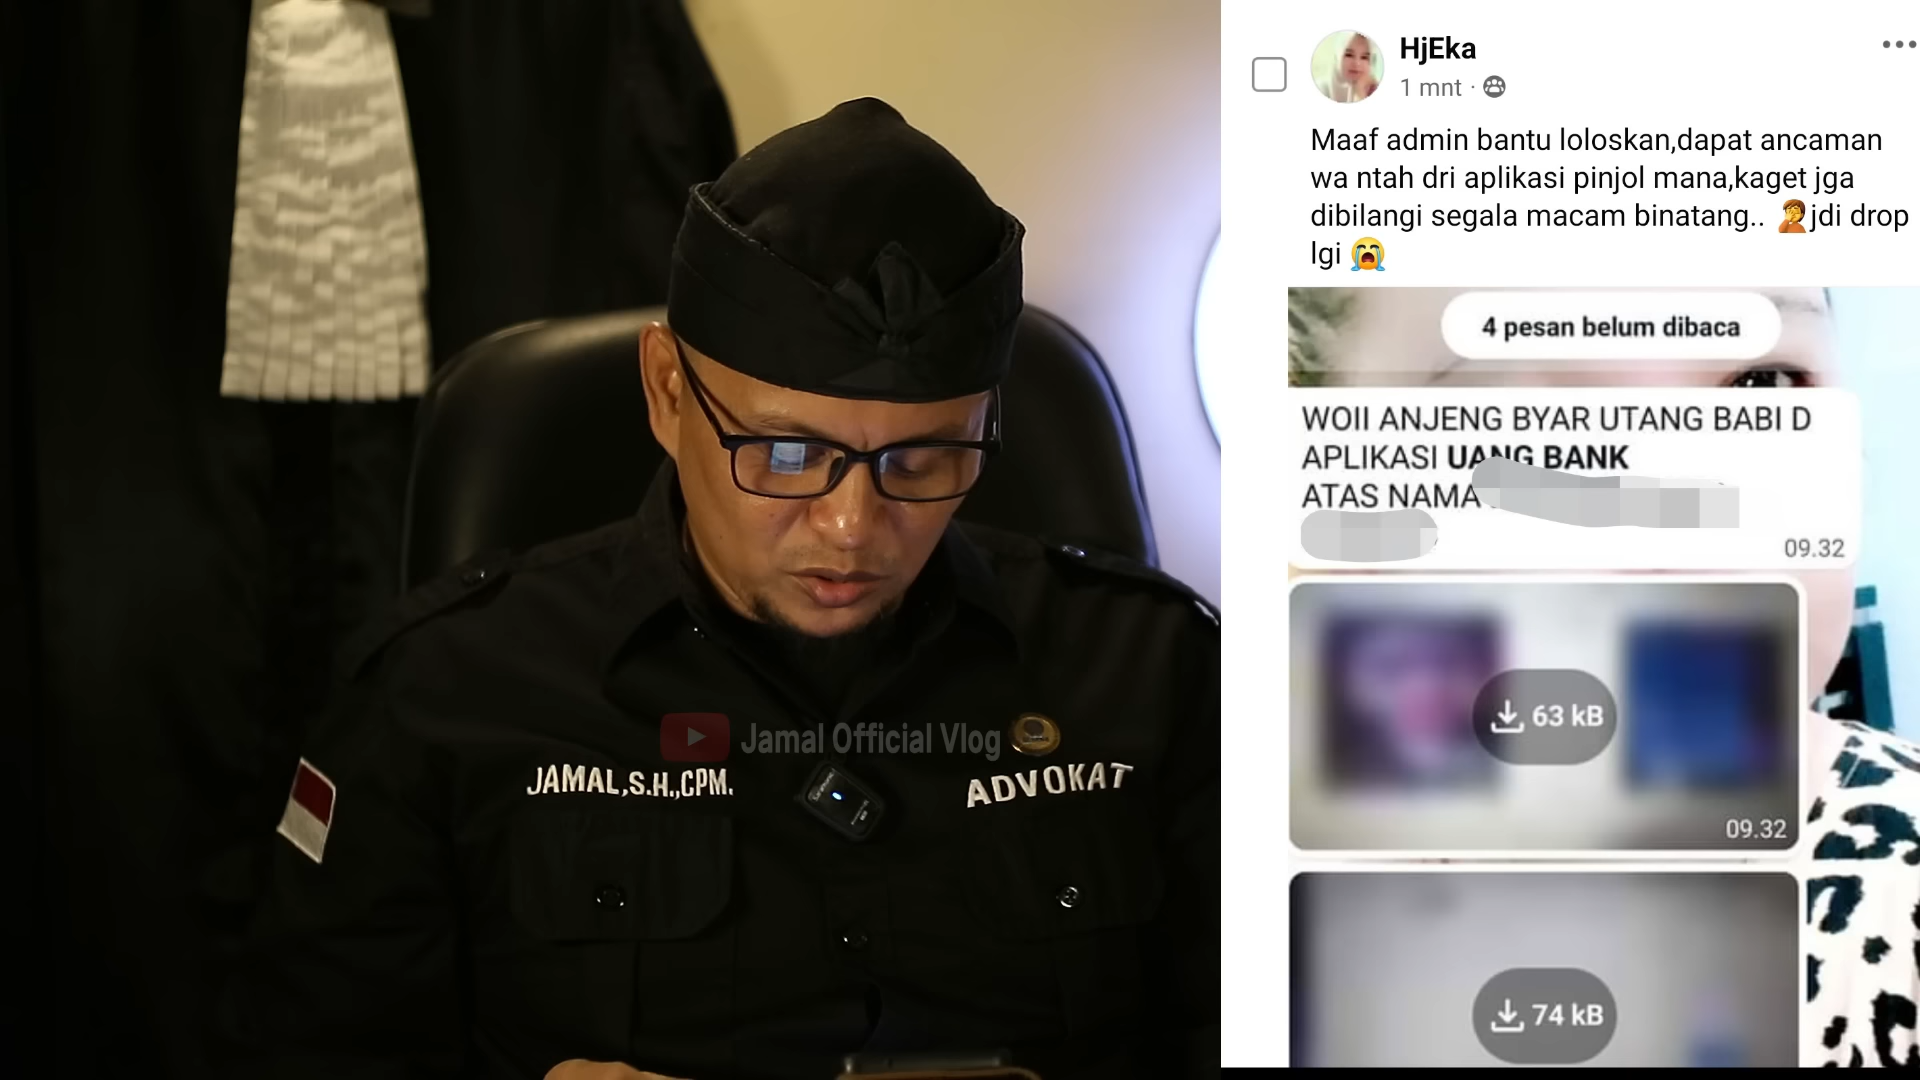 Jamal Official Vlog
JAMAL,S.H.,CPM.
ADVOKAT
HjEka
1 mnt ·
Maaf admin bantu loloskan,dapat ancaman
wa ntah dri aplikasi pinjol mana,kaget jga
dibilangi segala macam binatang.. 🤦jdi drop
lgi 😭
4 pesan belum dibaca
WOII ANJENG BYAR UTANG BABI D
APLIKASI UANG BANK
ATAS NAMA
09.32
63 kB
09.32
74 kB